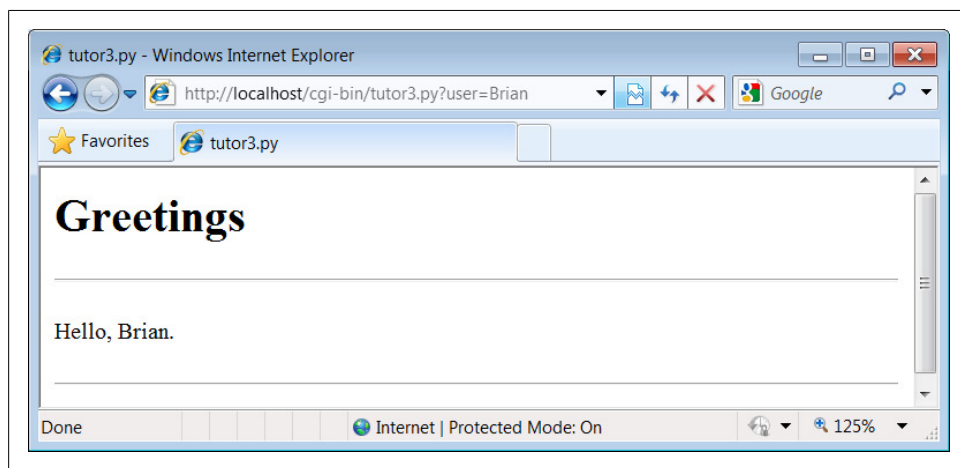 tutor3.py - Windows Internet Explorer
http://localhost/cgi-bin/tutor3.py?user=Brian
Google
Favorites
tutor3.py
Greetings
Hello, Brian.
Done
Internet | Protected Mode: On
125%